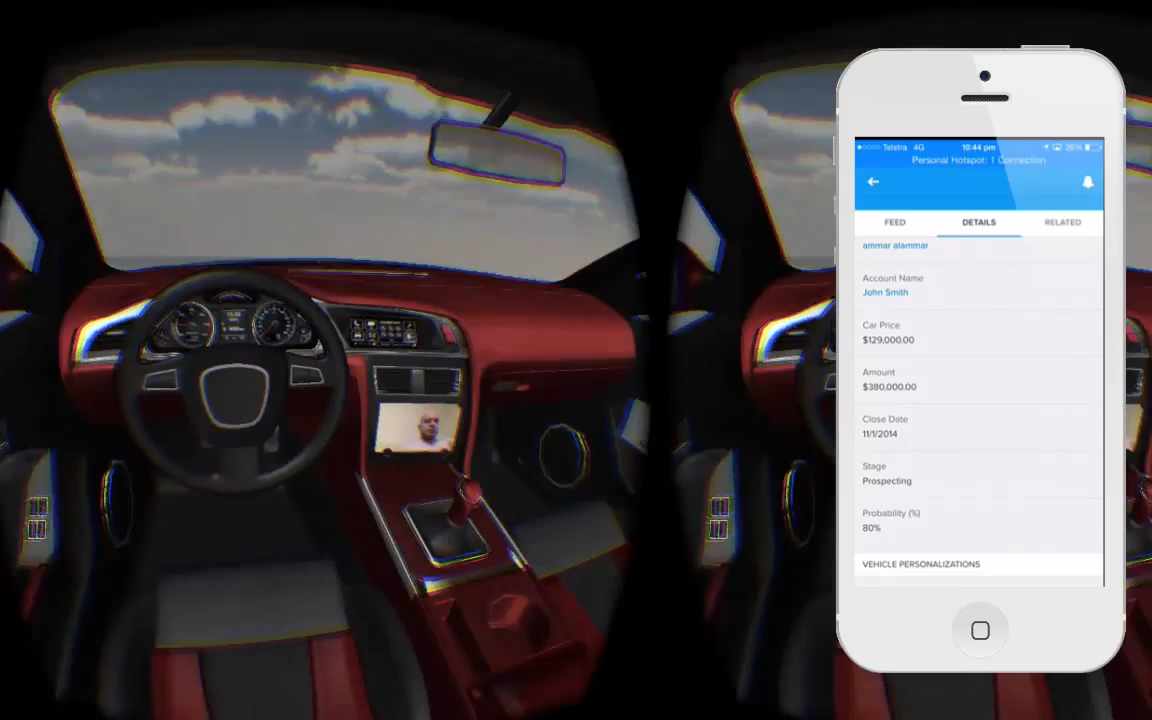 Telstra 4G 10:44 pm 26%
Personal Hotspot: 1 Connection
FEED DETAILS RELATED
ammar alammar
Account Name
John Smith
Car Price
$129,000.00
Amount
$380,000.00
Close Date
11/1/2014
Stage
Prospecting
Probability (%)
80%
VEHICLE PERSONALIZATIONS